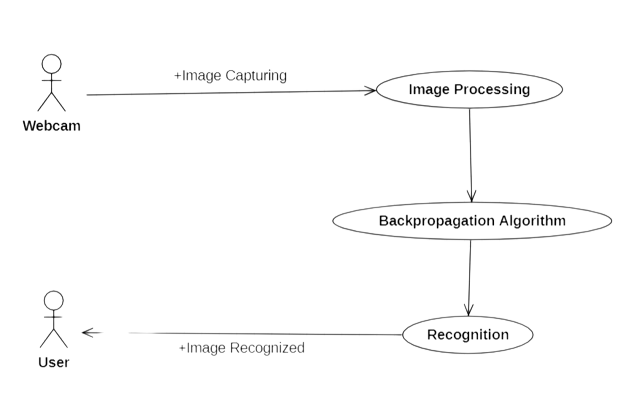 +Image Capturing
Image Processing
Webcam
Backpropagation Algorithm
Recognition
+Image Recognized
User